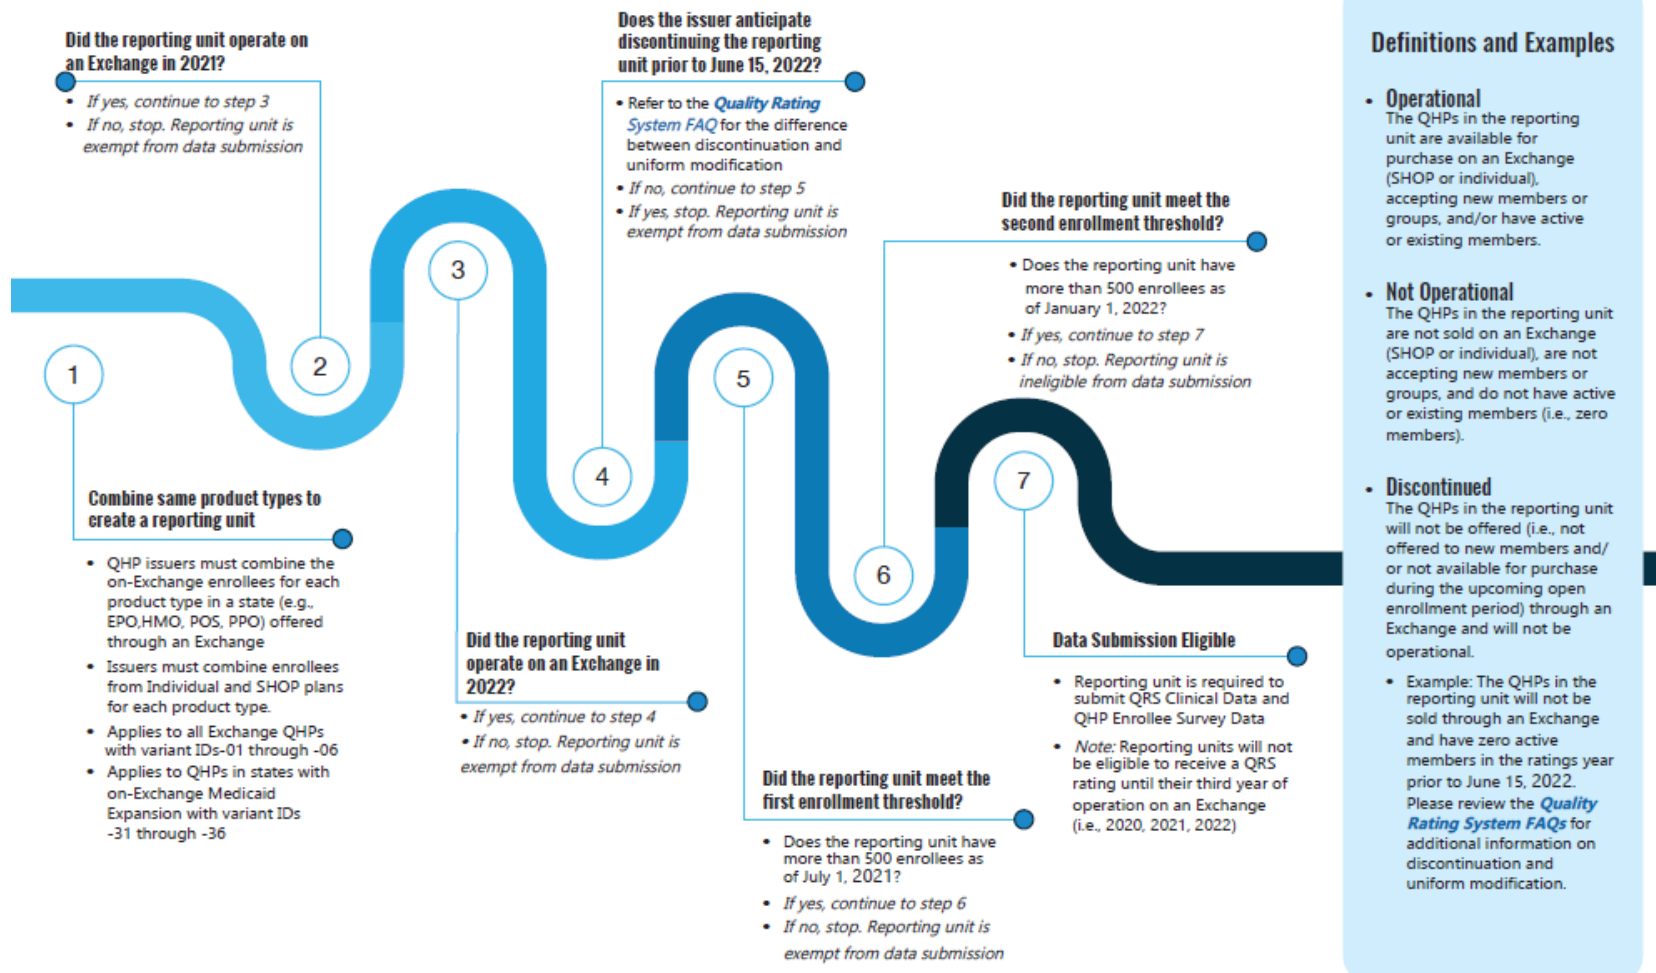 Did the reporting unit operate on
an Exchange in 2021?
• If yes, continue to step 3
• If no, stop. Reporting unit is
exempt from data submission
Does the issuer anticipate
discontinuing the reporting
unit prior to June 15, 2022?
• Refer to the Quality Rating
System FAQ for the difference
between discontinuation and
uniform modification
• If no, continue to step 5
• If yes, stop. Reporting unit is
exempt from data submission
Did the reporting unit meet the
second enrollment threshold?
• Does the reporting unit have
more than 500 enrollees as
of January 1, 2022?
• If yes, continue to step 7
• If no, stop. Reporting unit is
ineligible from data submission
1
2
3
4
5
6
7
Combine same product types to
create a reporting unit
• QHP issuers must combine the
on-Exchange enrollees for each
product type in a state (e.g.,
EPO,HMO, POS, PPO) offered
through an Exchange
• Issuers must combine enrollees
from Individual and SHOP plans
for each product type.
• Applies to all Exchange QHPs
with variant IDs-01 through -06
• Applies to QHPs in states with
on-Exchange Medicaid
Expansion with variant IDs
-31 through -36
Did the reporting unit
operate on an Exchange in
2022?
• If yes, continue to step 4
• If no, stop. Reporting unit is
exempt from data submission
Did the reporting unit meet the
first enrollment threshold?
• Does the reporting unit have
more than 500 enrollees as
of July 1, 2021?
• If yes, continue to step 6
• If no, stop. Reporting unit is
exempt from data submission
Data Submission Eligible
• Reporting unit is required to
submit QRS Clinical Data and
QHP Enrollee Survey Data
• Note: Reporting units will not
be eligible to receive a QRS
rating until their third year of
operation on an Exchange
(i.e., 2020, 2021, 2022)
Definitions and Examples
• Operational
The QHPs in the reporting
unit are available for
purchase on an Exchange
(SHOP or individual),
accepting new members or
groups, and/or have active
or existing members.
• Not Operational
The QHPs in the reporting unit
are not sold on an Exchange
(SHOP or individual), are not
accepting new members or
groups, and do not have active
or existing members (i.e., zero
members).
• Discontinued
The QHPs in the reporting unit
will not be offered (i.e., not
offered to new members and/
or not available for purchase
during the upcoming open
enrollment period) through an
Exchange and will not be
operational.
• Example: The QHPs in the
reporting unit will not be
sold through an Exchange
and have zero active
members in the ratings year
prior to June 15, 2022.
Please review the Quality
Rating System FAQs for
additional information on
discontinuation and
uniform modification.